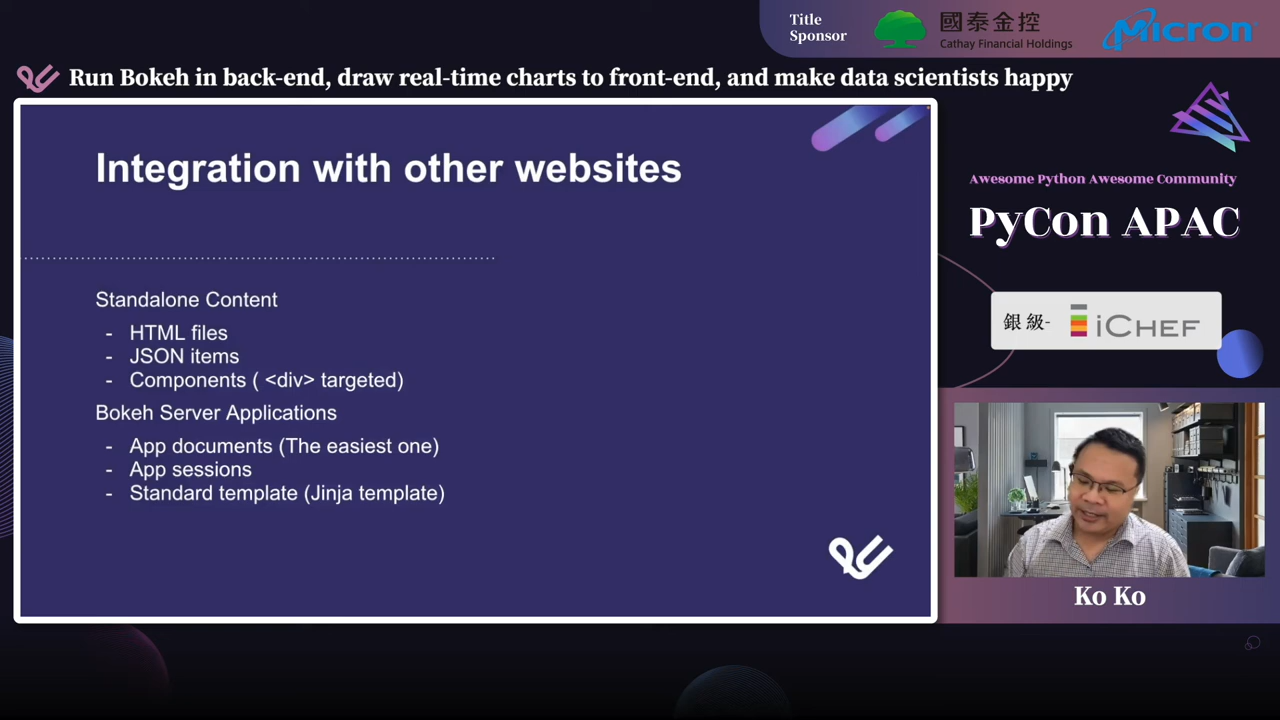 Title
Sponsor
國泰金控
Cathay Financial Holdings
Micron
Run Bokeh in back-end, draw real-time charts to front-end, and make data scientists happy
Integration with other websites
Standalone Content
- HTML files
- JSON items
- Components ( <div> targeted)
Bokeh Server Applications
- App documents (The easiest one)
- App sessions
- Standard template (Jinja template)
Awesome Python Awesome Community
PyCon APAC
銀級- iCHEF
Ko Ko